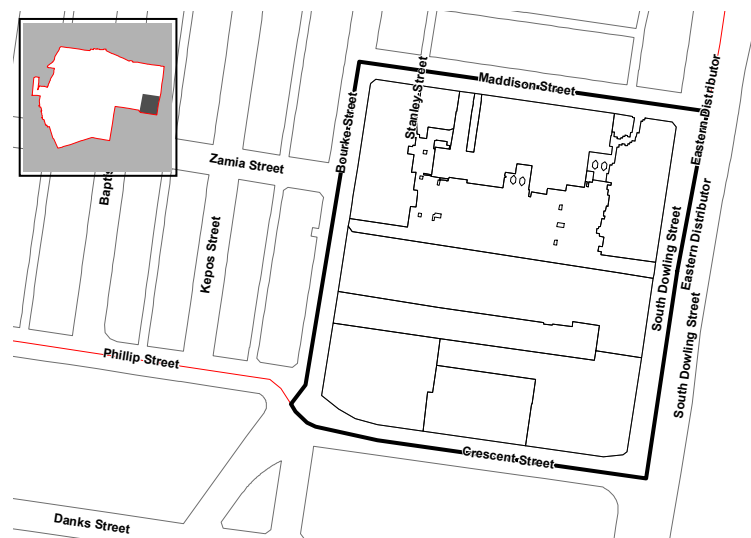 Maddison Street
Stanley Street
Bourke Street
Eastern Distributor
Zamia Street
Bapti
Kepos Street
South Dowling Street
Eastern Distributor
South Dowling Street
Phillip Street
Crescent Street
Danks Street